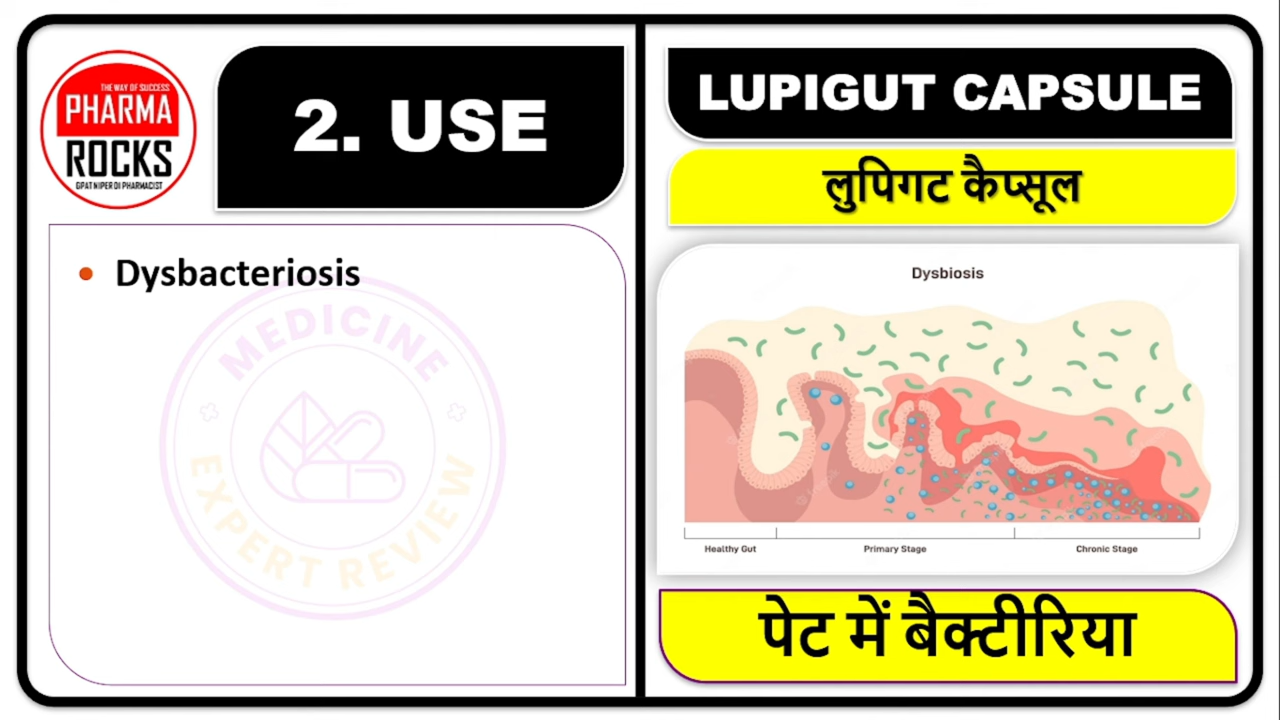 THE WAY OF SUCCESS
PHARMA
ROCKS
GPAT NIPER DI PHARMACIST
2. USE
• Dysbacteriosis
MEDICINE
EXPERT REVIEW
LUPIGUT CAPSULE
लुपिगट कैप्सूल
Dysbiosis
Healthy Gut
Primary Stage
Chronic Stage
पेट में बैक्टीरिया